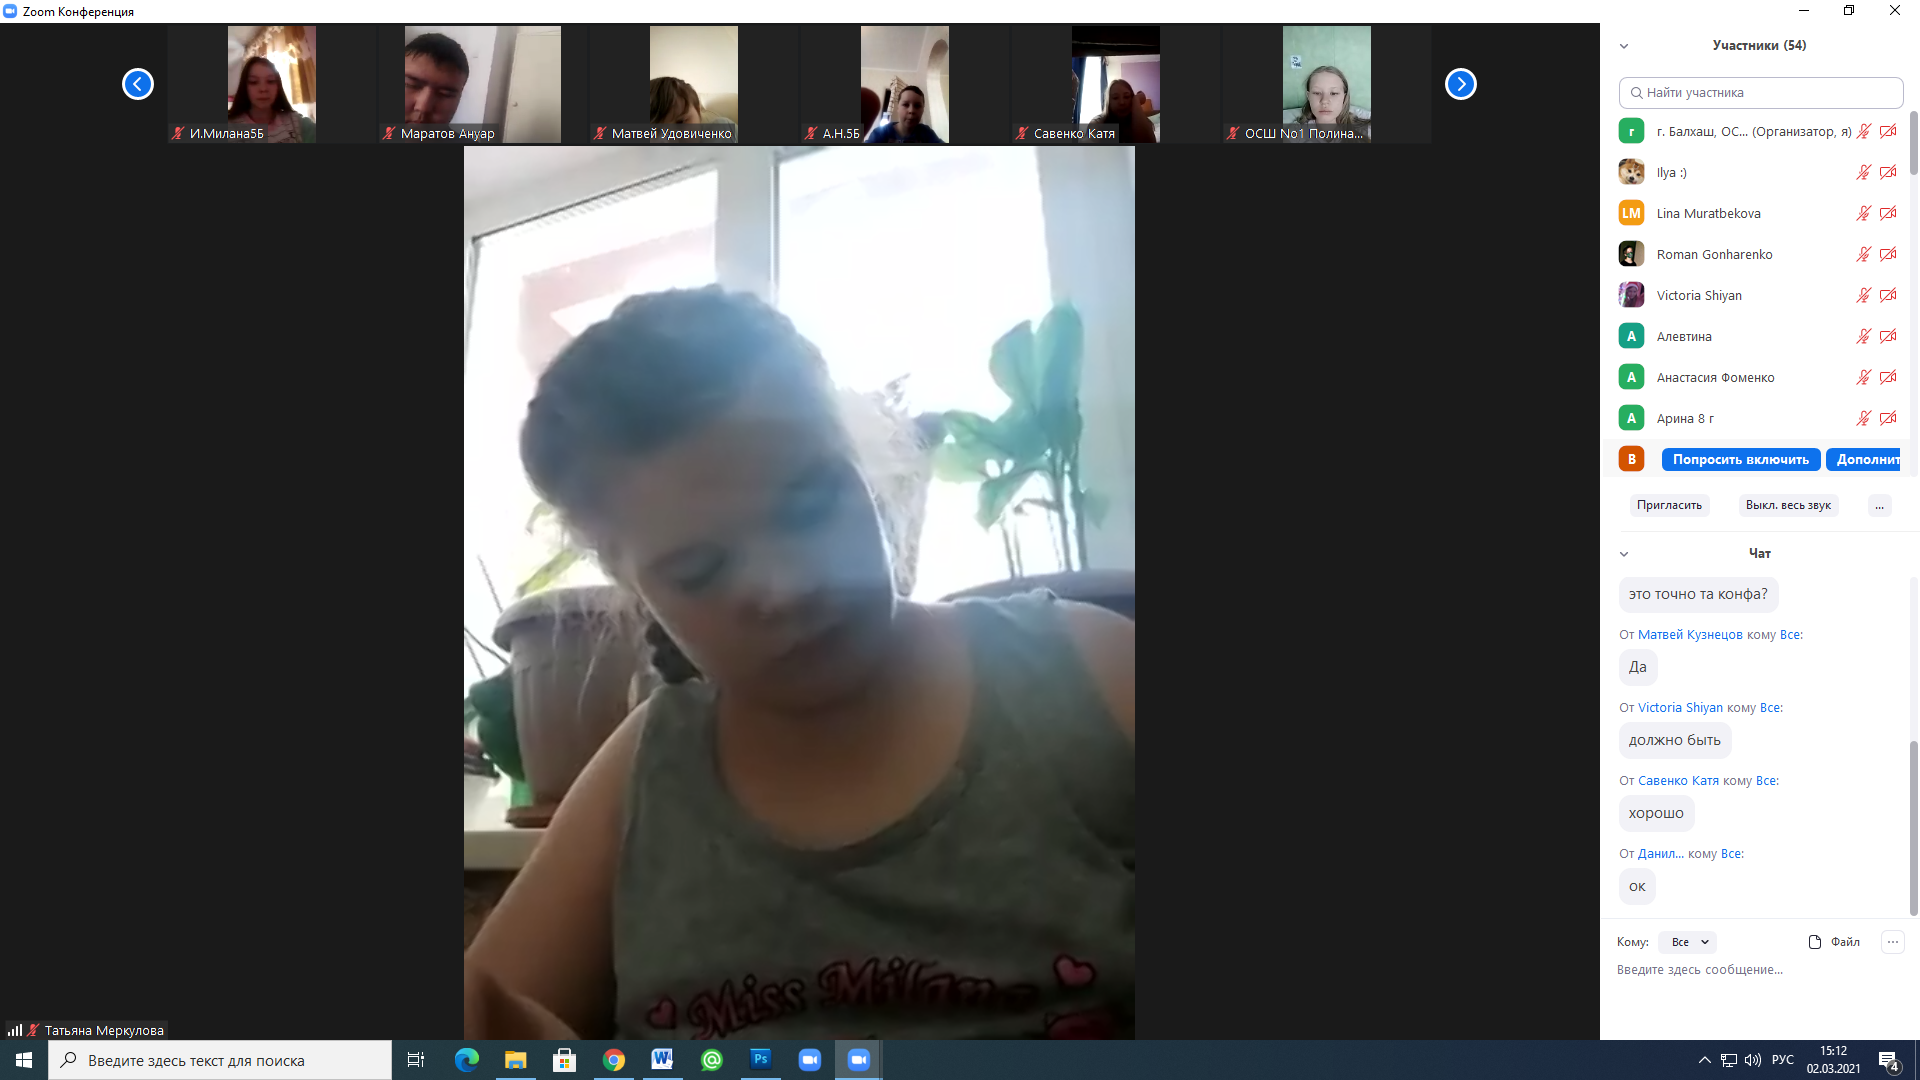 Zoom Конференция
И.Милана5Б
Маратов Ануар
Матвей Удовиченко
А.Н.5Б
Савенко Катя
ОСШ No1 Полина...
Miss Milana
Татьяна Меркулова
Участники (54)
Найти участника
г
г. Балхаш, ОС... (Организатор, я)
Ilya :)
LM
Lina Muratbekova
Roman Gonharenko
Victoria Shiyan
А
Алевтина
А
Анастасия Фоменко
А
Арина 8 г
В
Попросить включить
Дополнит
Пригласить
Выкл. весь звук
...
Чат
это точно та конфа?
От Матвей Кузнецов кому Все:
Да
От Victoria Shiyan кому Все:
должно быть
От Савенко Катя кому Все:
хорошо
От Данил... кому Все:
ок
Кому: Все
Файл
...
Введите здесь сообщение...
Введите здесь текст для поиска
W
Ps
РУС
15:12
02.03.2021
4